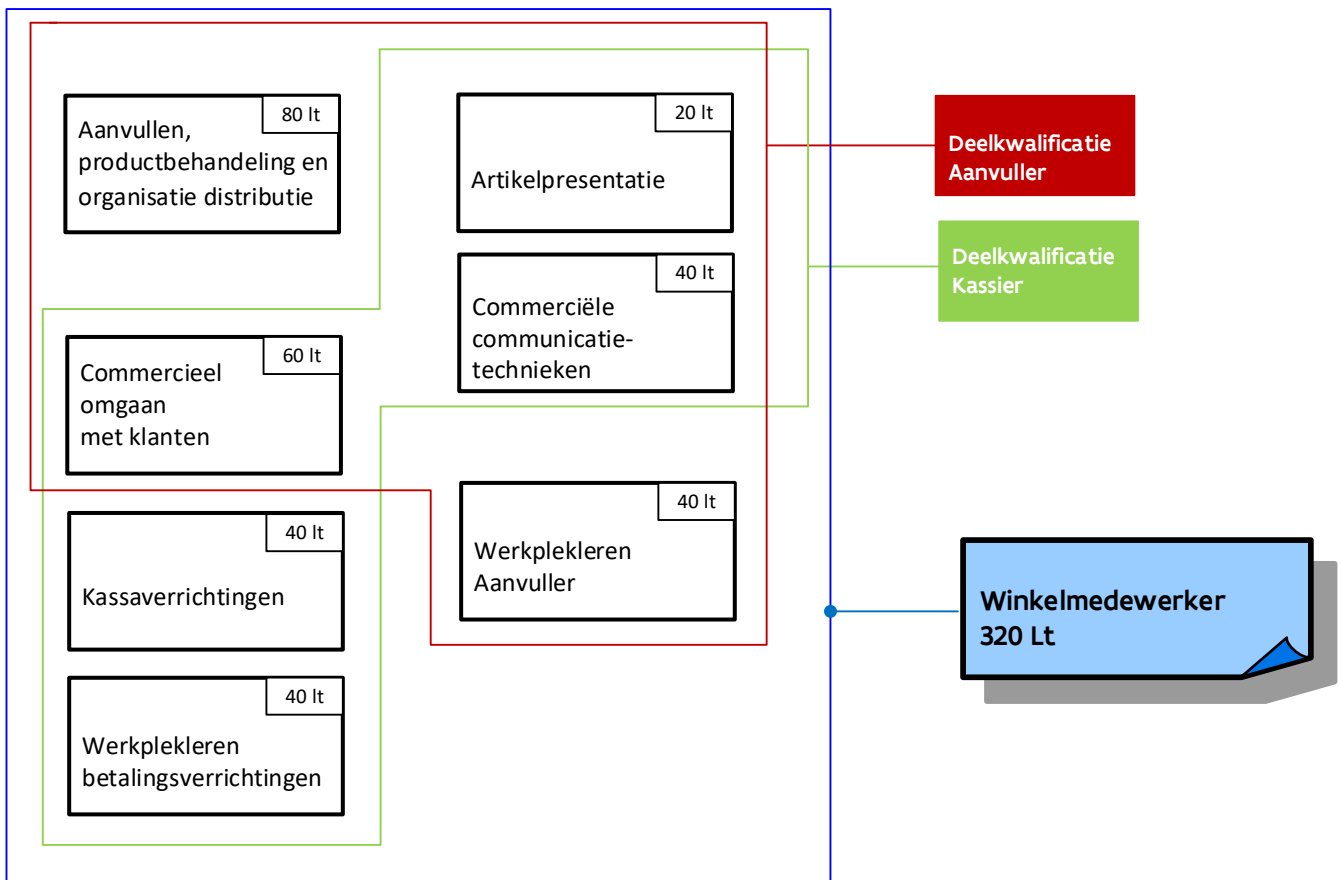 80 lt
Aanvullen,
productbehandeling en
organisatie distributie
20 lt
Artikelpresentatie
Deelkwalificatie
Aanvuller
Deelkwalificatie
Kassier
40 lt
Commerciële
communicatie-
technieken
60 lt
Commercieel
omgaan
met klanten
40 lt
Werkplekleren
Aanvuller
40 lt
Kassaverrichtingen
Winkelmedewerker
320 Lt
40 lt
Werkplekleren
betalingsverrichtingen